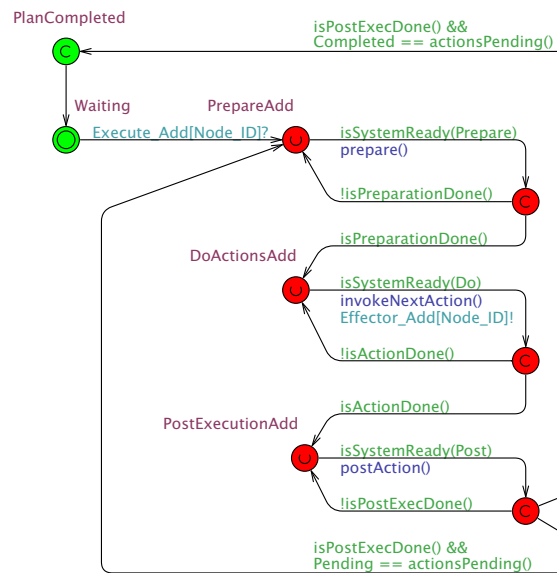 PlanCompleted
isPostExecDone() &&
Completed == actionsPending()
C
Waiting
PrepareAdd
Execute_Add[Node_ID]?
isSystemReady(Prepare)
prepare()
U
!isPreparationDone()
C
isPreparationDone()
DoActionsAdd
isSystemReady(Do)
U
invokeNextAction()
Effector_Add[Node_ID]!
!isActionDone()
C
isActionDone()
PostExecutionAdd
isSystemReady(Post)
U
postAction()
!isPostExecDone()
C
isPostExecDone() &&
Pending == actionsPending()